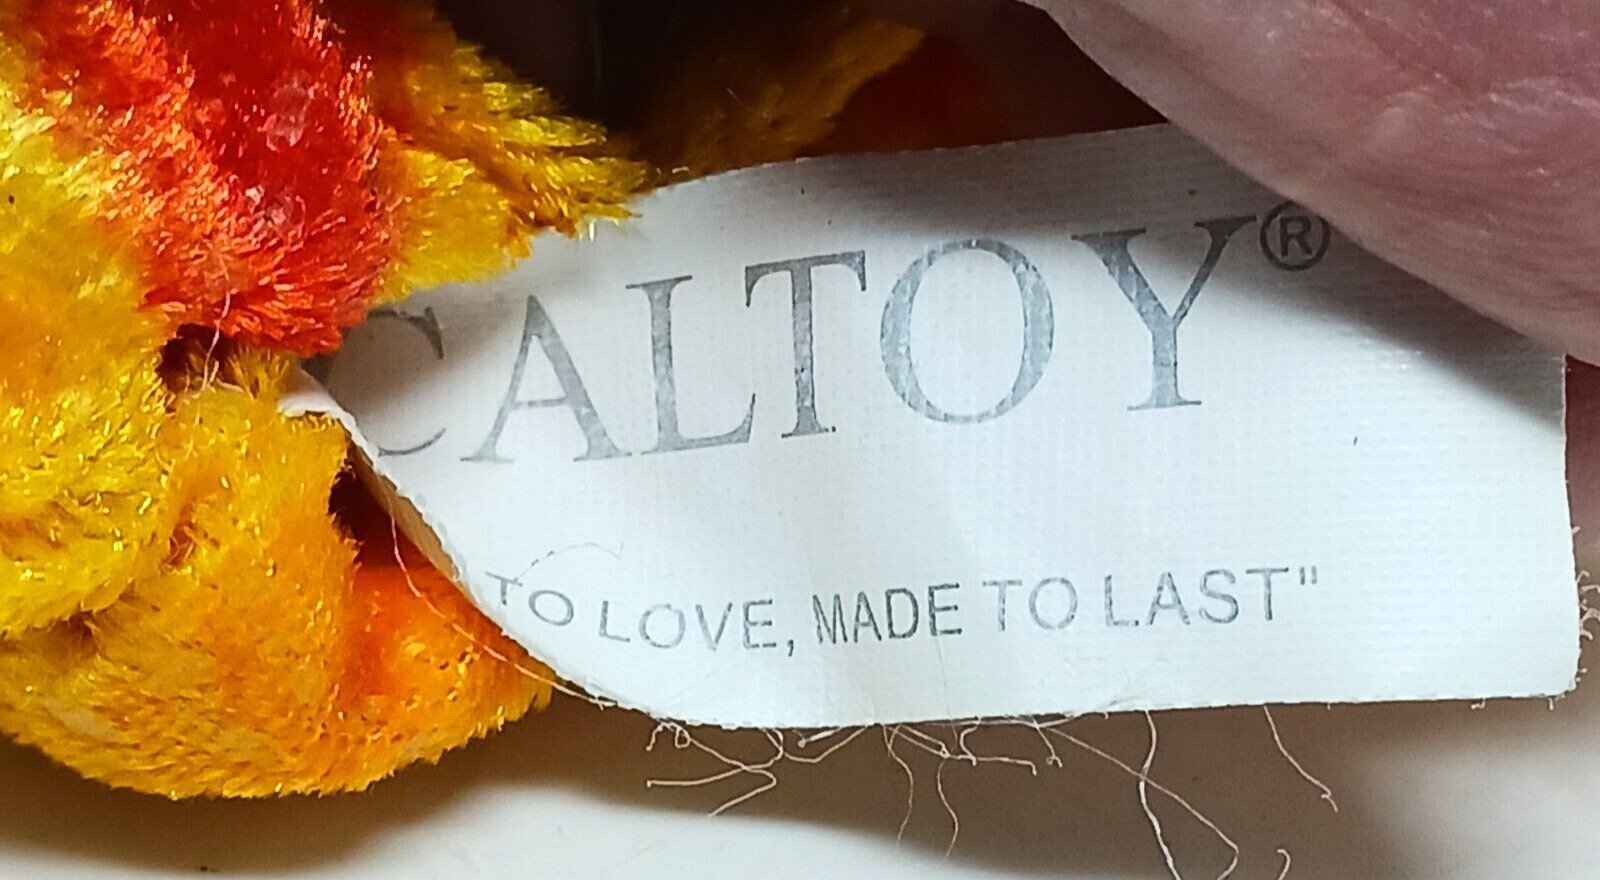 CALTOY®
TO LOVE, MADE TO LAST"